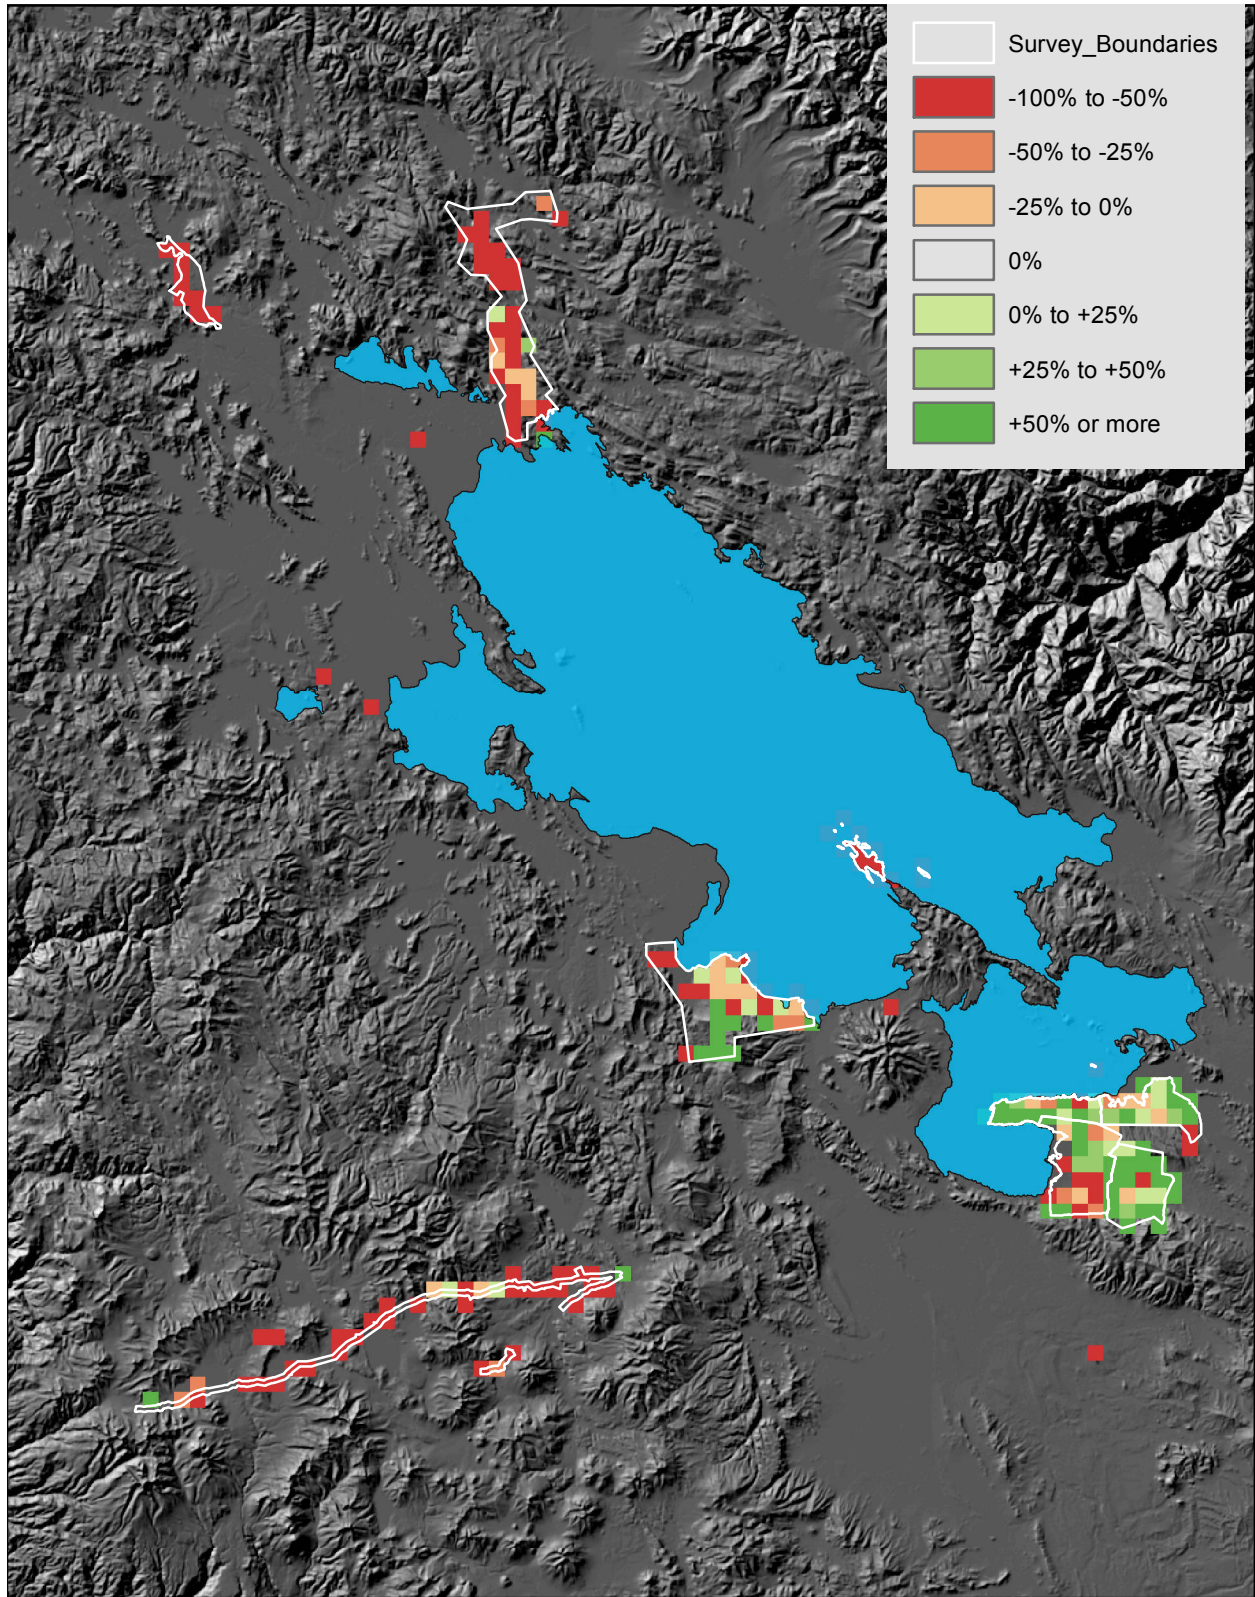 Survey_Boundaries
-100% to -50%
-50% to -25%
-25% to 0%
0%
0% to +25%
+25% to +50%
+50% or more